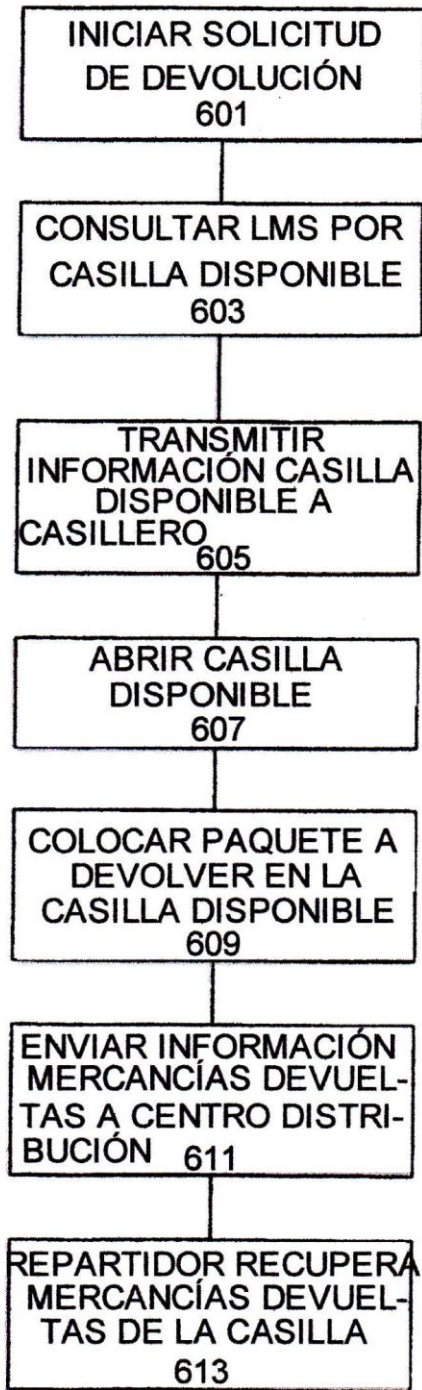 INICIAR SOLICITUD
DE DEVOLUCIÓN
601
CONSULTAR LMS POR
CASILLA DISPONIBLE
603
TRANSMITIR
INFORMACIÓN CASILLA
DISPONIBLE A
CASILLERO
605
ABRIR CASILLA
DISPONIBLE
607
COLOCAR PAQUETE A
DEVOLVER EN LA
CASILLA DISPONIBLE
609
ENVIAR INFORMACIÓN
MERCANCÍAS DEVUEL-
TAS A CENTRO DISTRI-
BUCIÓN 611
REPARTIDOR RECUPERA
MERCANCÍAS DEVUEL-
TAS DE LA CASILLA
613